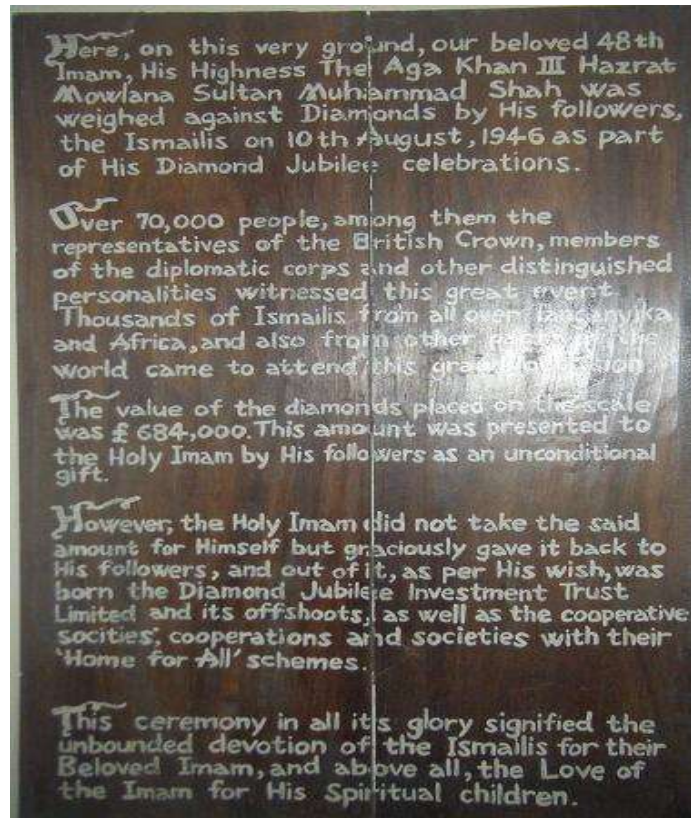 Here, on this very ground, our beloved 48th
Imam, His Highness The Aga Khan III Hazrat
Mowlana Sultan Muhammad Shah was
weighed against Diamonds by His followers,
the Ismailis on 10th August, 1946 as part
of His Diamond Jubilee celebrations.
Over 70,000 people, among them the
representatives of the British Crown, members
of the diplomatic corps and other distinguished
personalities witnessed this great event
Thousands of Ismailis from all over Tanganyika
and Africa, and also from other the
world came to attend this grand
The value of the diamonds placed on the scale
was £ 684,000. This amount was presented to
the Holy Imam by His followers as an unconditional
gift.
However, the Holy Imam did not take the said
amount for Himself but graciously gave it back to
His followers, and out of it, as per His wish, was
born the Diamond Jubilee Investment Trust
Limited and its offshoots, as well as the cooperative
socities', cooperations and societies with their
'Home for All' schemes.
This ceremony in all its glory signified the
unbounded devotion of the Ismailis for their
Beloved Imam, and above all, the Love of
the Imam for His Spiritual children.